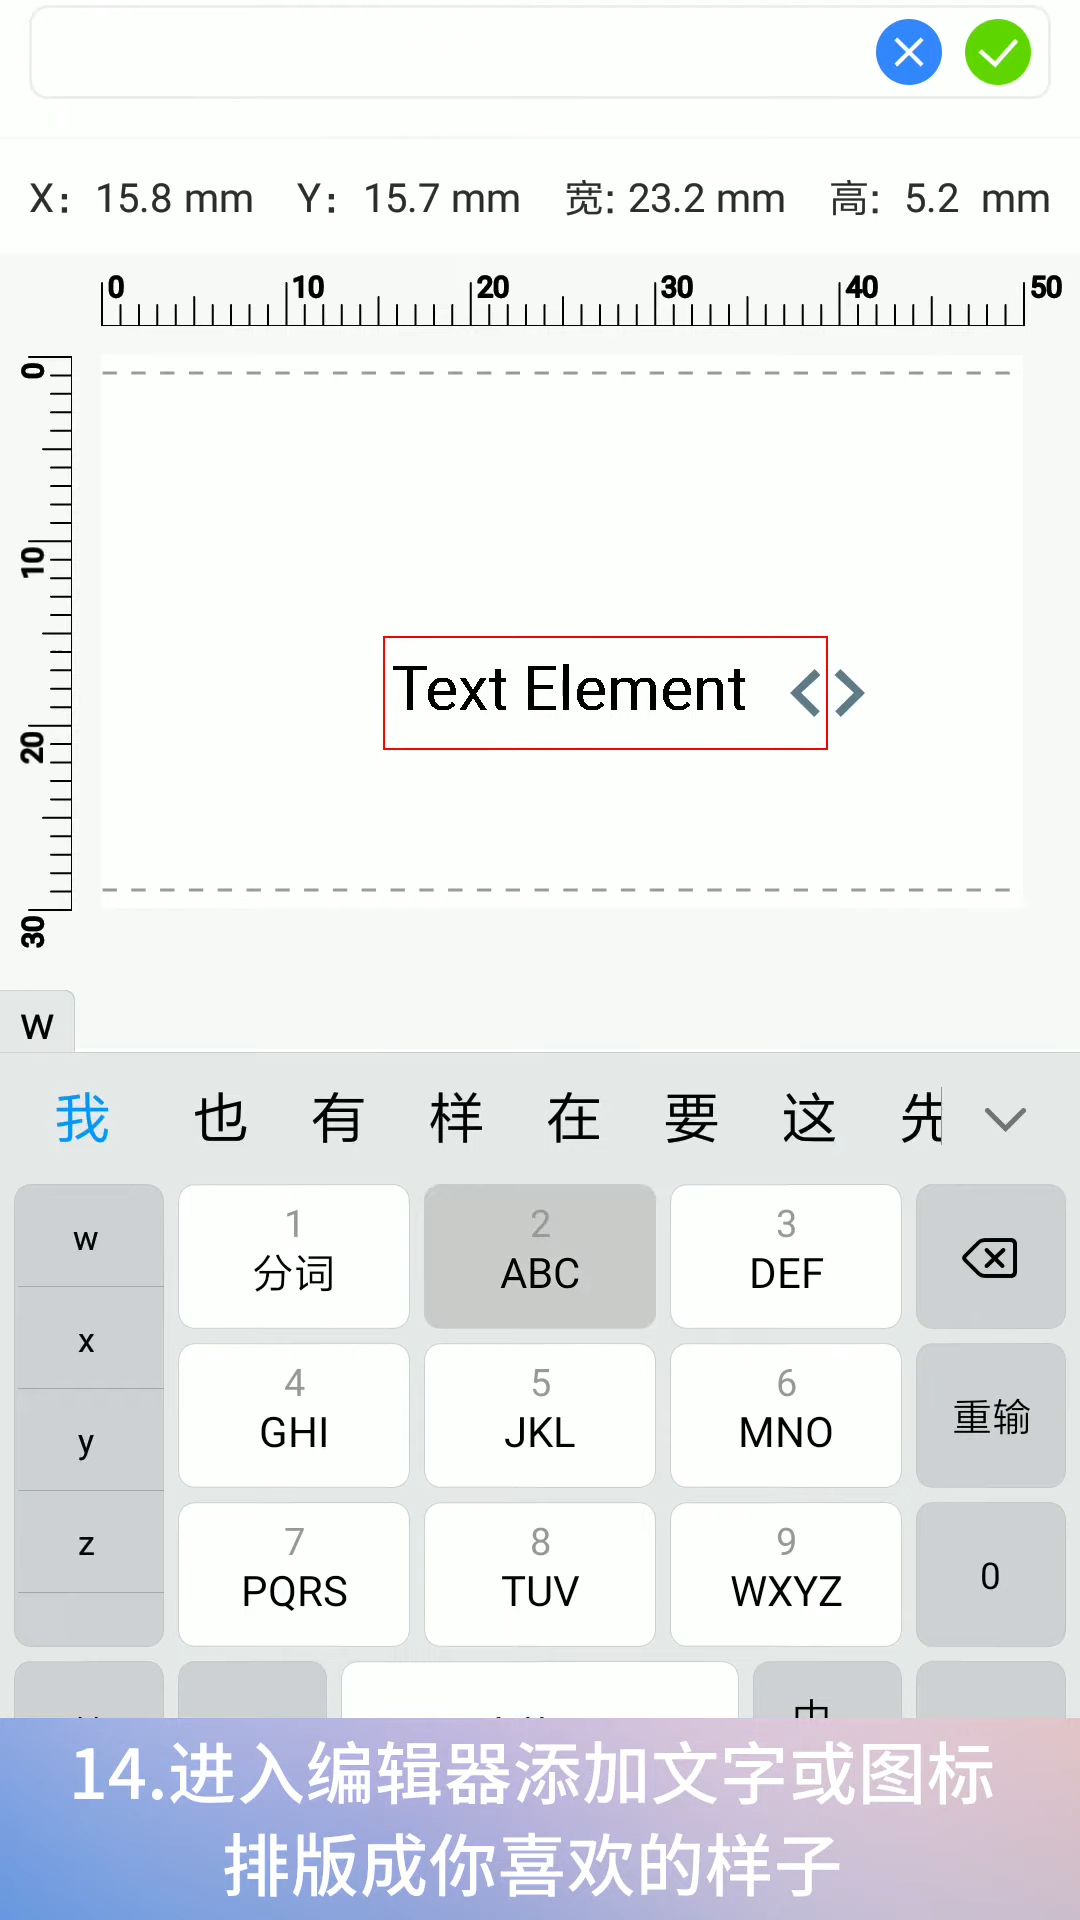 X： 15.8 mm Y： 15.7 mm 宽: 23.2 mm 高: 5.2 mm
0 10 20 30 40 50
0
10
20
30
Text Element
w
我 也 有 样 在 要 这 先
w
x
y
z
1
分词
2
ABC
3
DEF
4
GHI
5
JKL
6
MNO
重输
7
PQRS
8
TUV
9
WXYZ
0
14.进入编辑器添加文字或图标
排版成你喜欢的样子